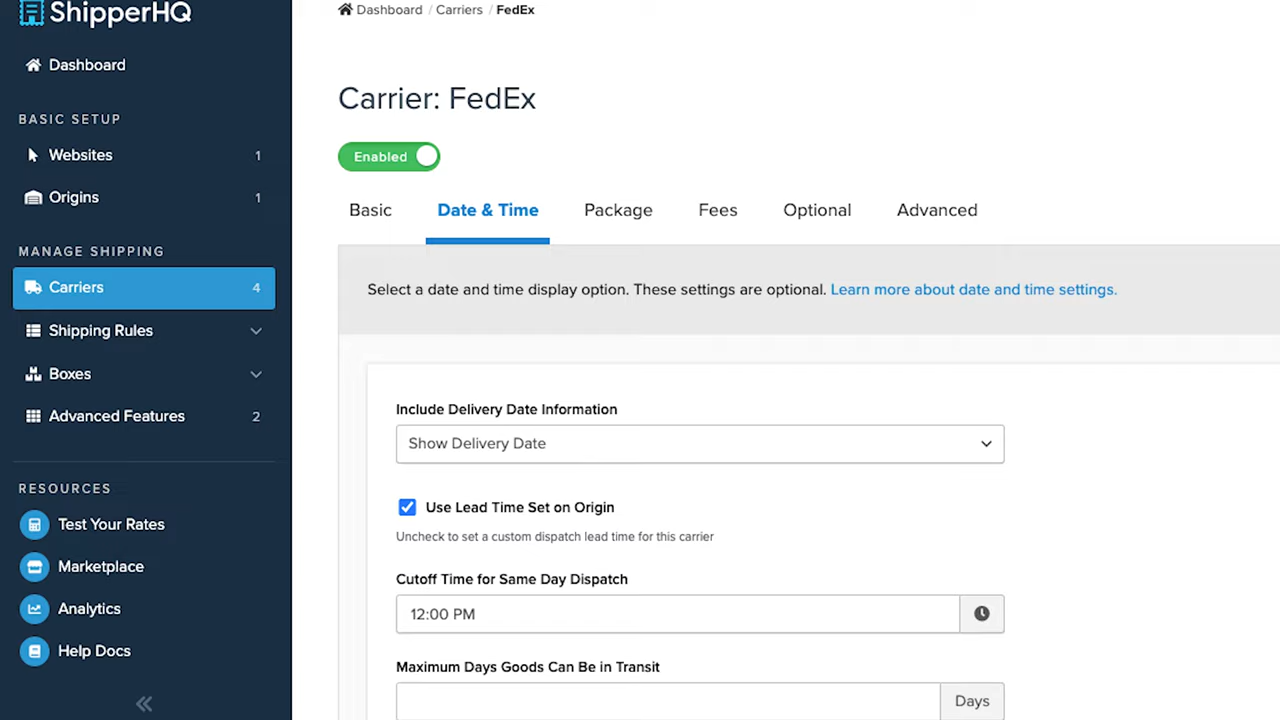 ShipperHQ
Dashboard
BASIC SETUP
Websites 1
Origins 1
MANAGE SHIPPING
Carriers 4
Shipping Rules
Boxes
Advanced Features 2
RESOURCES
Test Your Rates
Marketplace
Analytics
Help Docs
Dashboard / Carriers / FedEx
Carrier: FedEx
Enabled
Basic Date & Time Package Fees Optional Advanced
Select a date and time display option. These settings are optional. Learn more about date and time settings.
Include Delivery Date Information
Show Delivery Date
Use Lead Time Set on Origin
Uncheck to set a custom dispatch lead time for this carrier
Cutoff Time for Same Day Dispatch
12:00 PM
Maximum Days Goods Can Be in Transit
Days